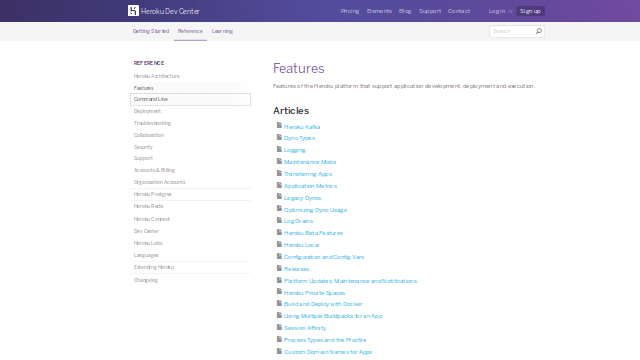 Heroku Dev Center
Pricing Elements Blog Support Contact Log in or Sign up
Getting Started Reference Learning
Search
REFERENCE
Heroku Architecture
Features
Command Line
Deployment
Troubleshooting
Collaboration
Security
Support
Accounts & Billing
Organization Accounts
Heroku Postgres
Heroku Redis
Heroku Connect
Dev Center
Heroku Labs
Languages
Extending Heroku
Changelog
Features
Features of the Heroku platform that support application development, deployment and execution.
Articles
Heroku Kafka
Dyno Types
Logging
Maintenance Mode
Transferring Apps
Application Metrics
Legacy Dynos
Optimizing Dyno Usage
Log Drains
Heroku Beta Features
Heroku Local
Configuration and Config Vars
Releases
Platform Updates, Maintenance and Notifications
Heroku Private Spaces
Build and Deploy with Docker
Using Multiple Buildpacks for an App
Session Affinity
Process Types and the Procfile
Custom Domain Names for Apps